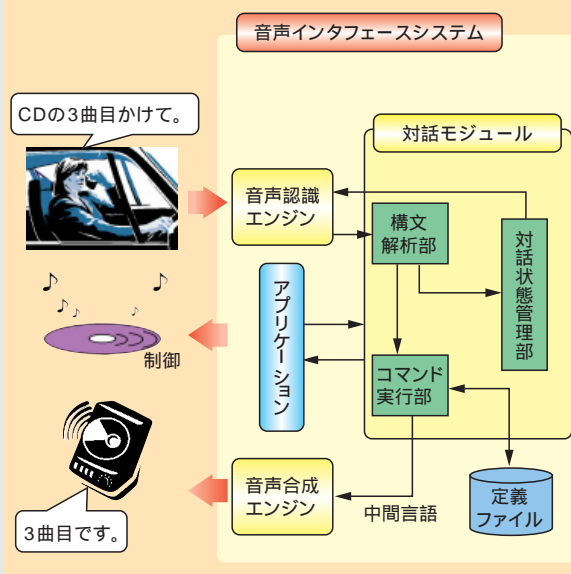 音声インタフェースシステム
CDの3曲目かけて。
対話モジュール
音声認識
エンジン
構文
解析部
対話状態管理部
アプリケーション
制御
コマンド
実行部
音声合成
エンジン
中間言語
定義
ファイル
3曲目です。